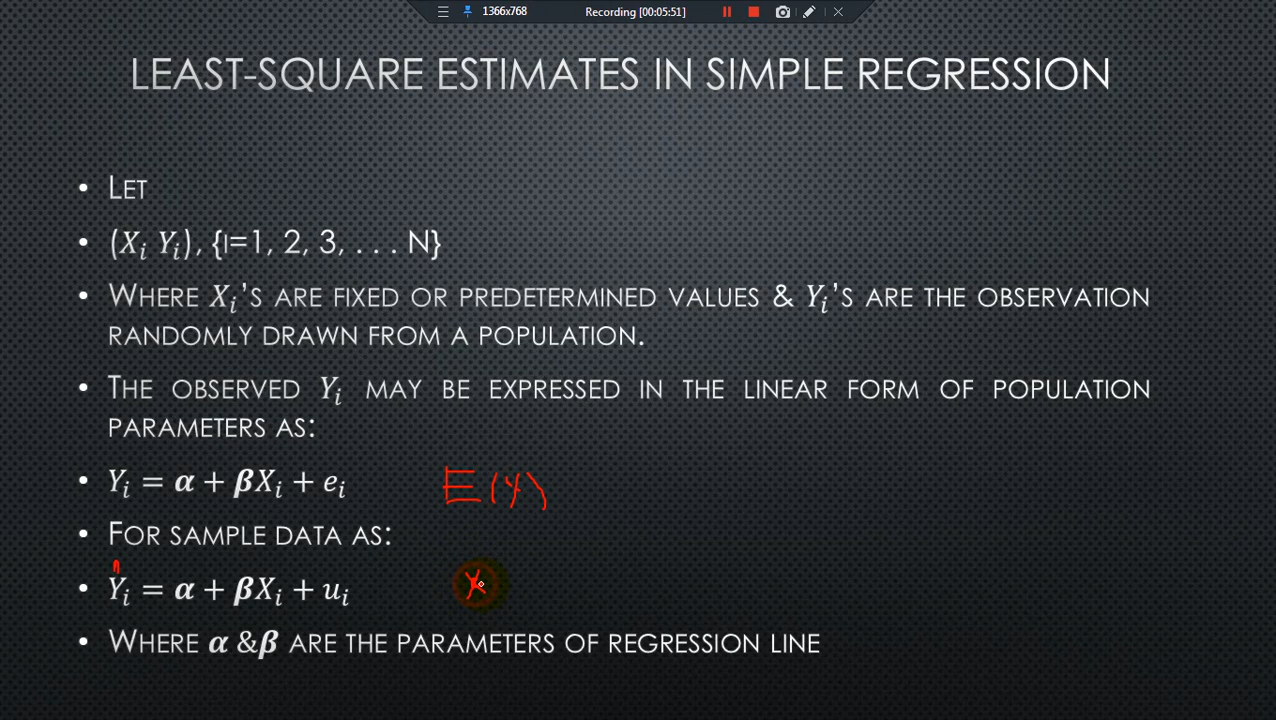 1366x768 Recording [00:05:51]
LEAST-SQUARE ESTIMATES IN SIMPLE REGRESSION
• LET
• (Xᵢ Yᵢ), {I=1, 2, 3, . . . N}
• WHERE Xᵢ'S ARE FIXED OR PREDETERMINED VALUES & Yᵢ'S ARE THE OBSERVATION
RANDOMLY DRAWN FROM A POPULATION.
• THE OBSERVED Yᵢ MAY BE EXPRESSED IN THE LINEAR FORM OF POPULATION
PARAMETERS AS:
• Yᵢ = α + βXᵢ + eᵢ E(Y)
• FOR SAMPLE DATA AS:
• Yᵢ = α + βXᵢ + uᵢ
• WHERE α &β ARE THE PARAMETERS OF REGRESSION LINE